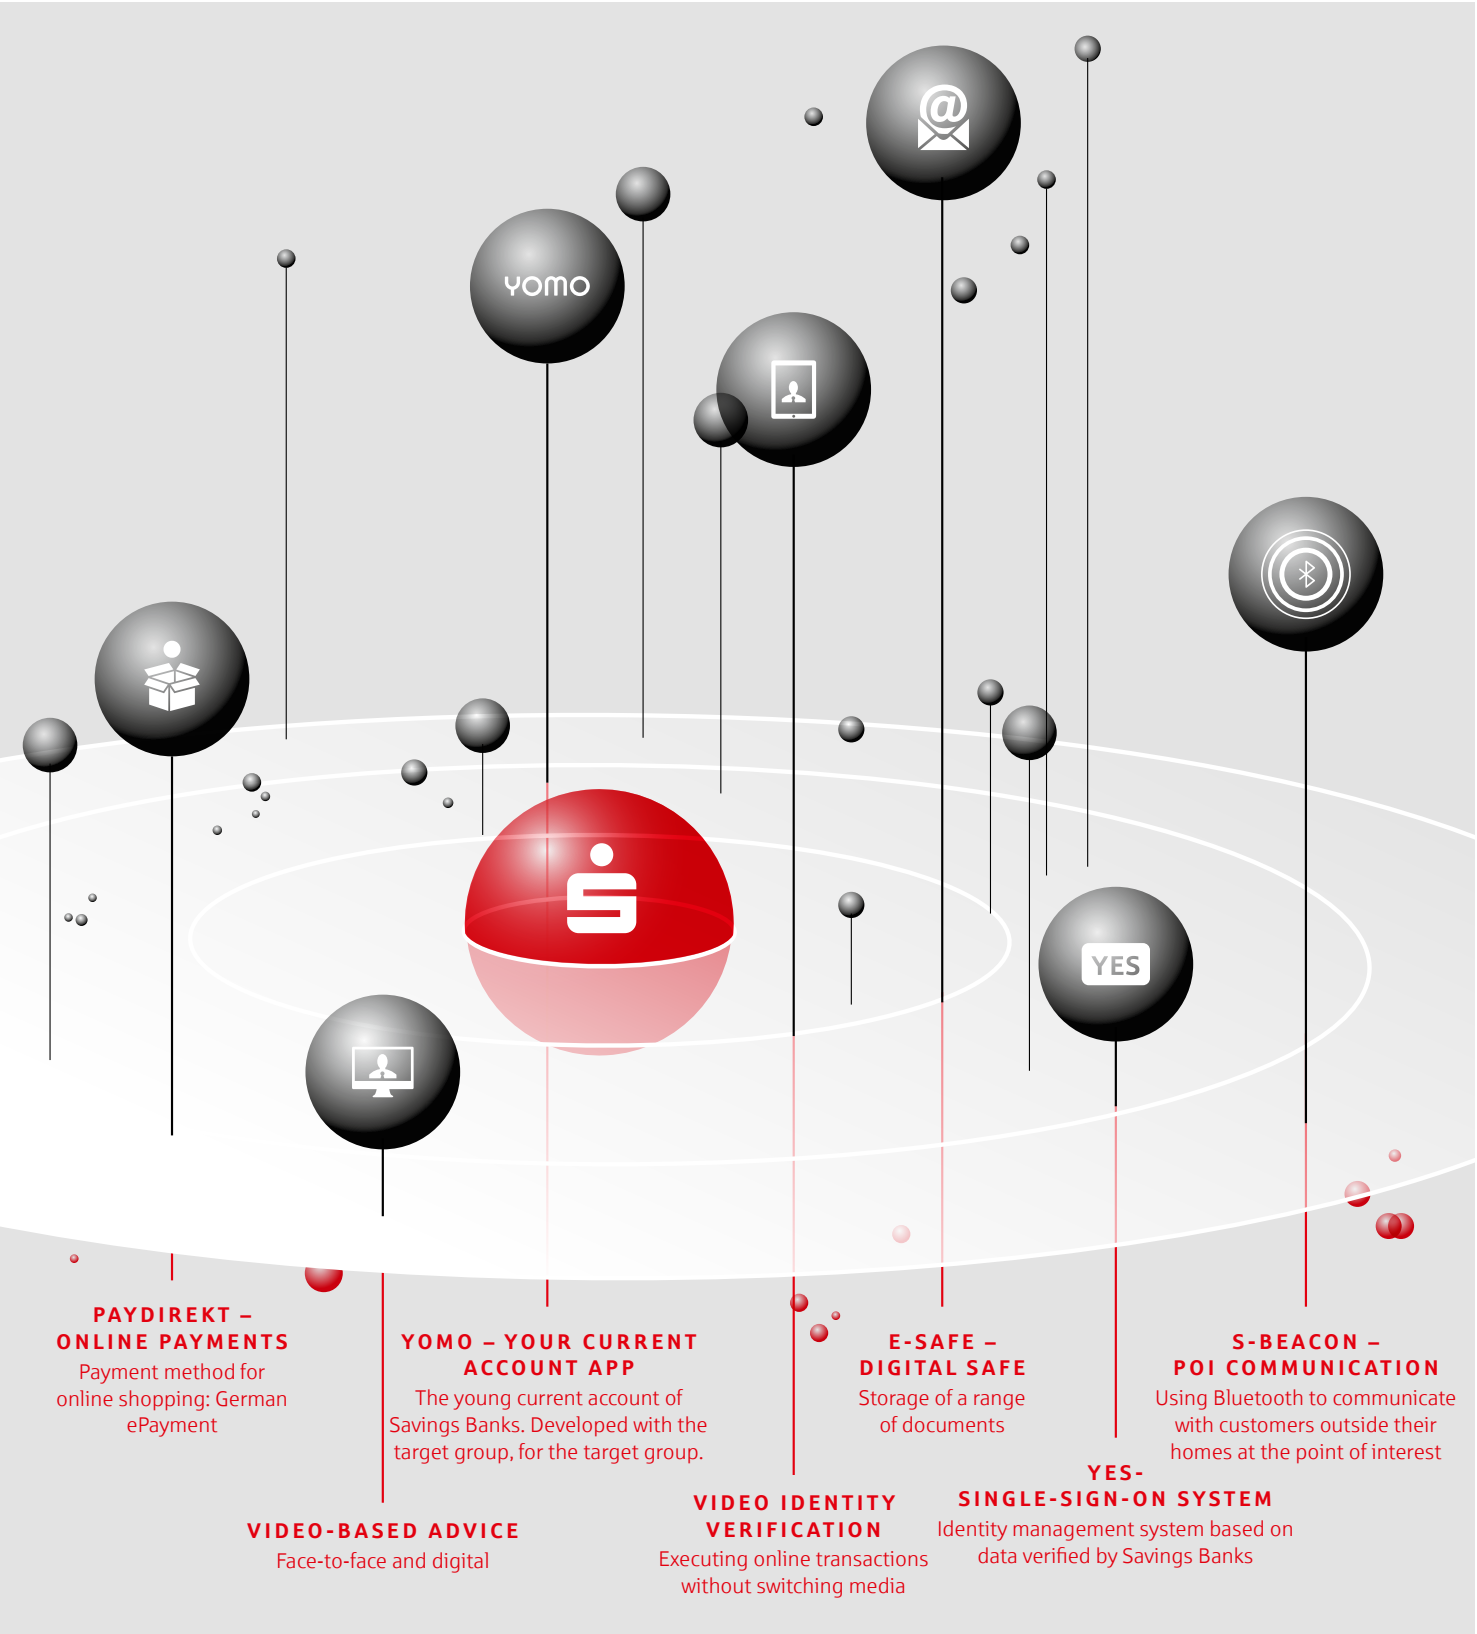 YOMO
YES
PAYDIREKT –
ONLINE PAYMENTS
Payment method for
online shopping: German
ePayment
VIDEO-BASED ADVICE
Face-to-face and digital
YOMO – YOUR CURRENT
ACCOUNT APP
The young current account of
Savings Banks. Developed with the
target group, for the target group.
VIDEO IDENTITY
VERIFICATION
Executing online transactions
without switching media
E-SAFE –
DIGITAL SAFE
Storage of a range
of documents
YES-
SINGLE-SIGN-ON SYSTEM
Identity management system based on
data verified by Savings Banks
S-BEACON –
POI COMMUNICATION
Using Bluetooth to communicate
with customers outside their
homes at the point of interest